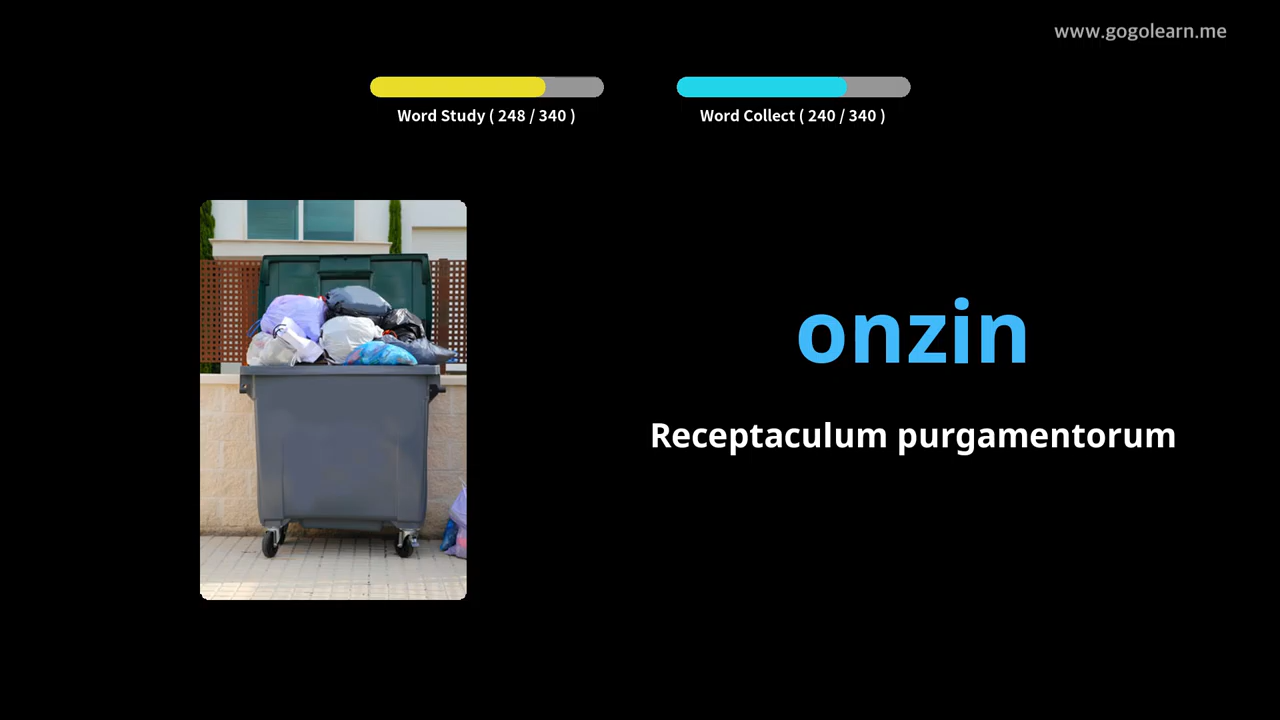 www.gogolearn.me
Word Study ( 248 / 340 )
Word Collect ( 240 / 340 )
onzin
Receptaculum purgamentorum